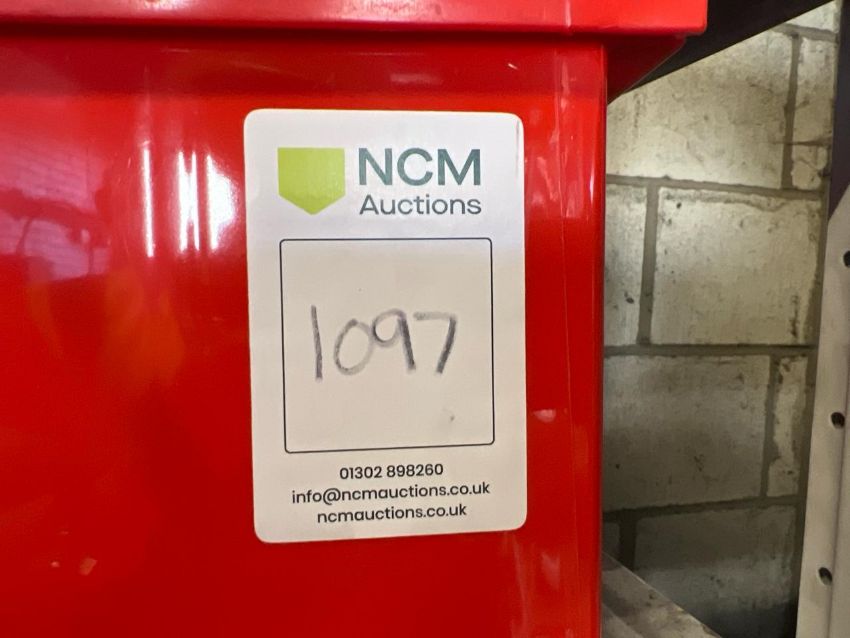 NCM
Auctions
1097
01302 898260
info@ncmauctions.co.uk
ncmauctions.co.uk